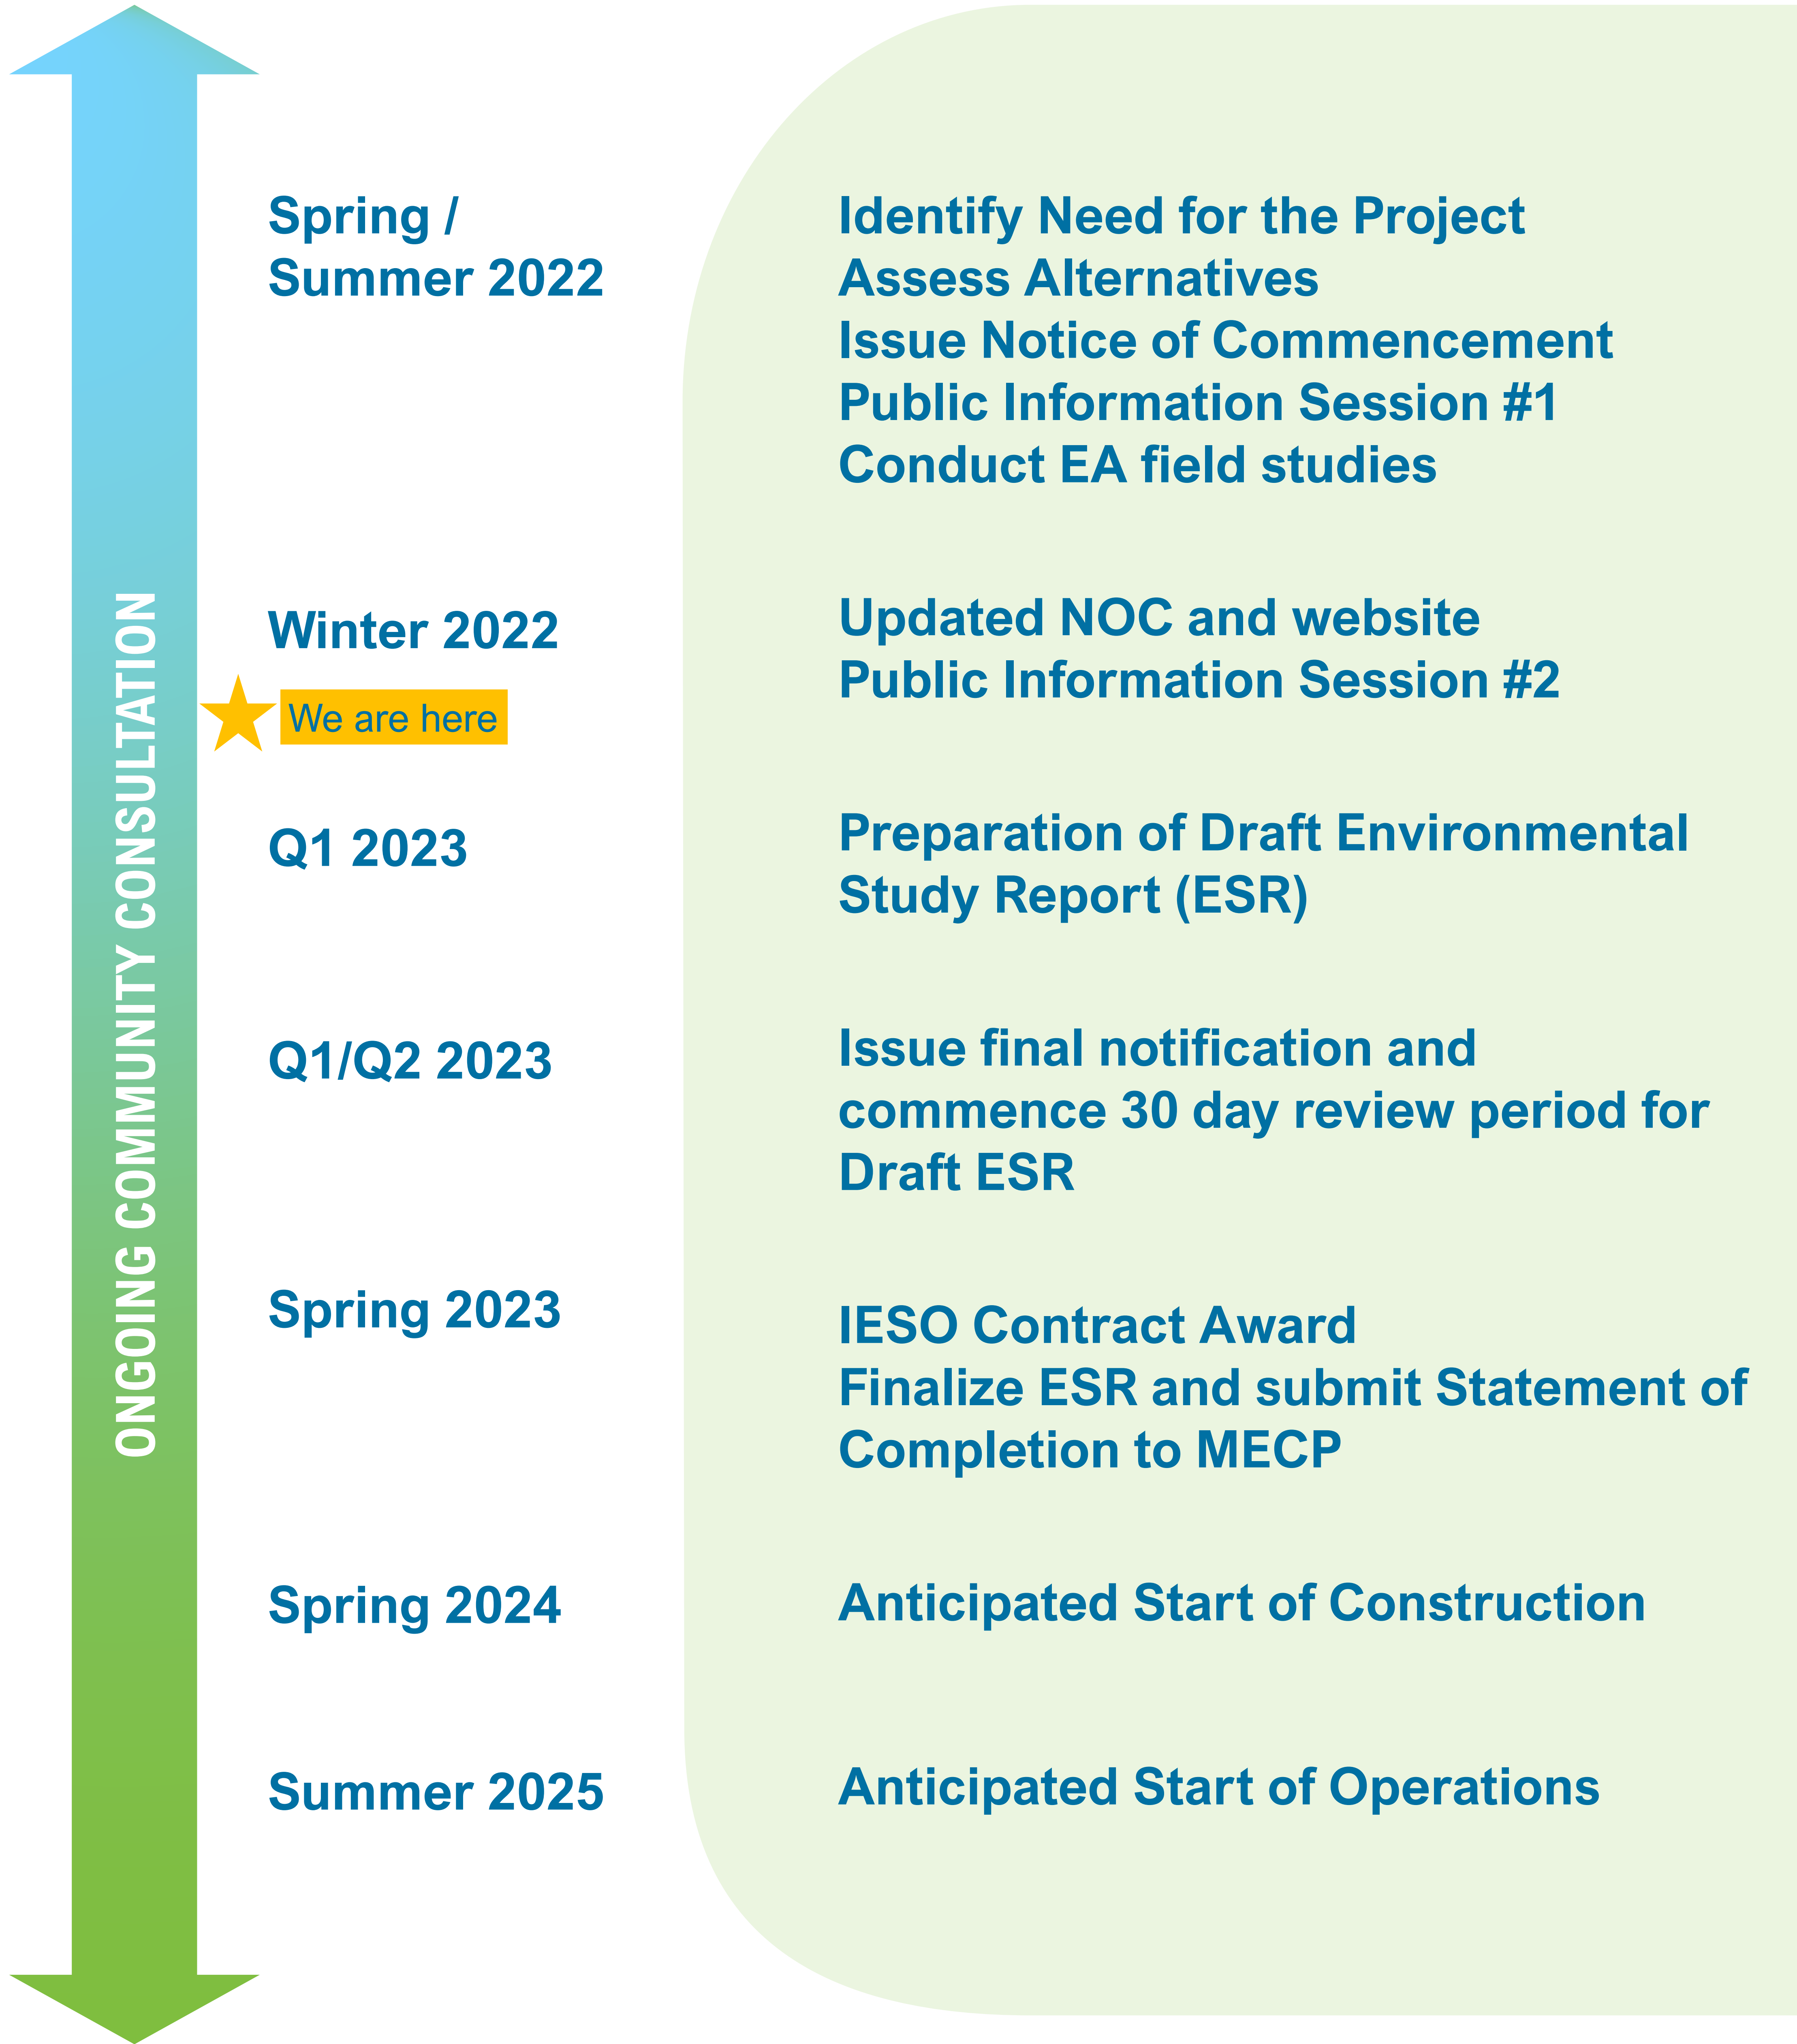 ONGOING COMMUNITY CONSULTATION
Spring /
Summer 2022
Identify Need for the Project
Assess Alternatives
Issue Notice of Commencement
Public Information Session #1
Conduct EA field studies
Winter 2022
We are here
Updated NOC and website
Public Information Session #2
Q1 2023
Preparation of Draft Environmental
Study Report (ESR)
Q1/Q2 2023
Issue final notification and
commence 30 day review period for
Draft ESR
Spring 2023
IESO Contract Award
Finalize ESR and submit Statement of
Completion to MECP
Spring 2024
Anticipated Start of Construction
Summer 2025
Anticipated Start of Operations